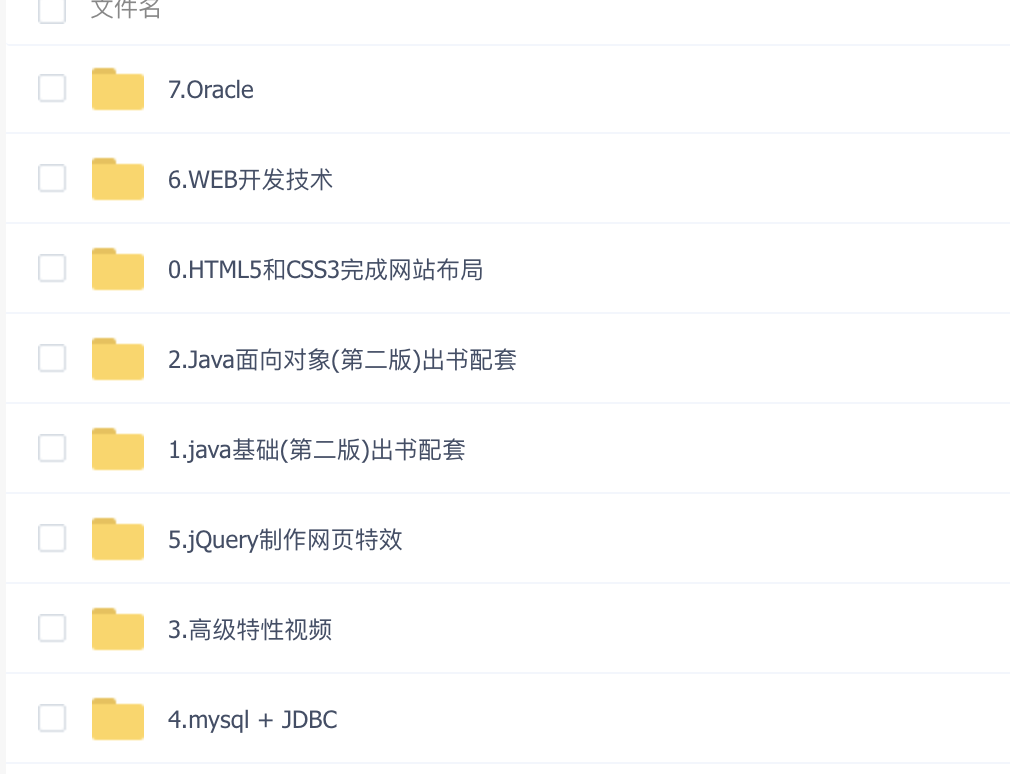 文件名
7.Oracle
6.WEB开发技术
0.HTML5和CSS3完成网站布局
2.Java面向对象(第二版)出书配套
1.java基础(第二版)出书配套
5.jQuery制作网页特效
3.高级特性视频
4.mysql + JDBC